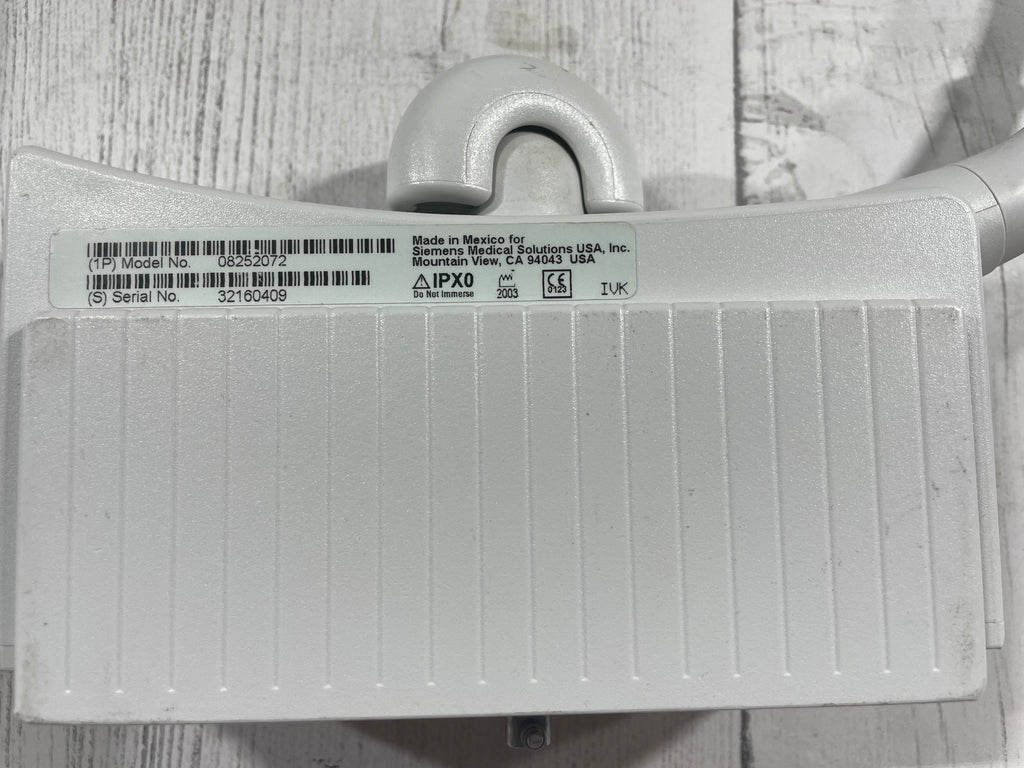 (1P) Model No. 08252072
(S) Serial No. 32160409
Made in Mexico for
Siemens Medical Solutions USA, Inc.
Mountain View, CA 94043 USA
IPX0
Do Not Immerse
2003
CE
0123
IVK